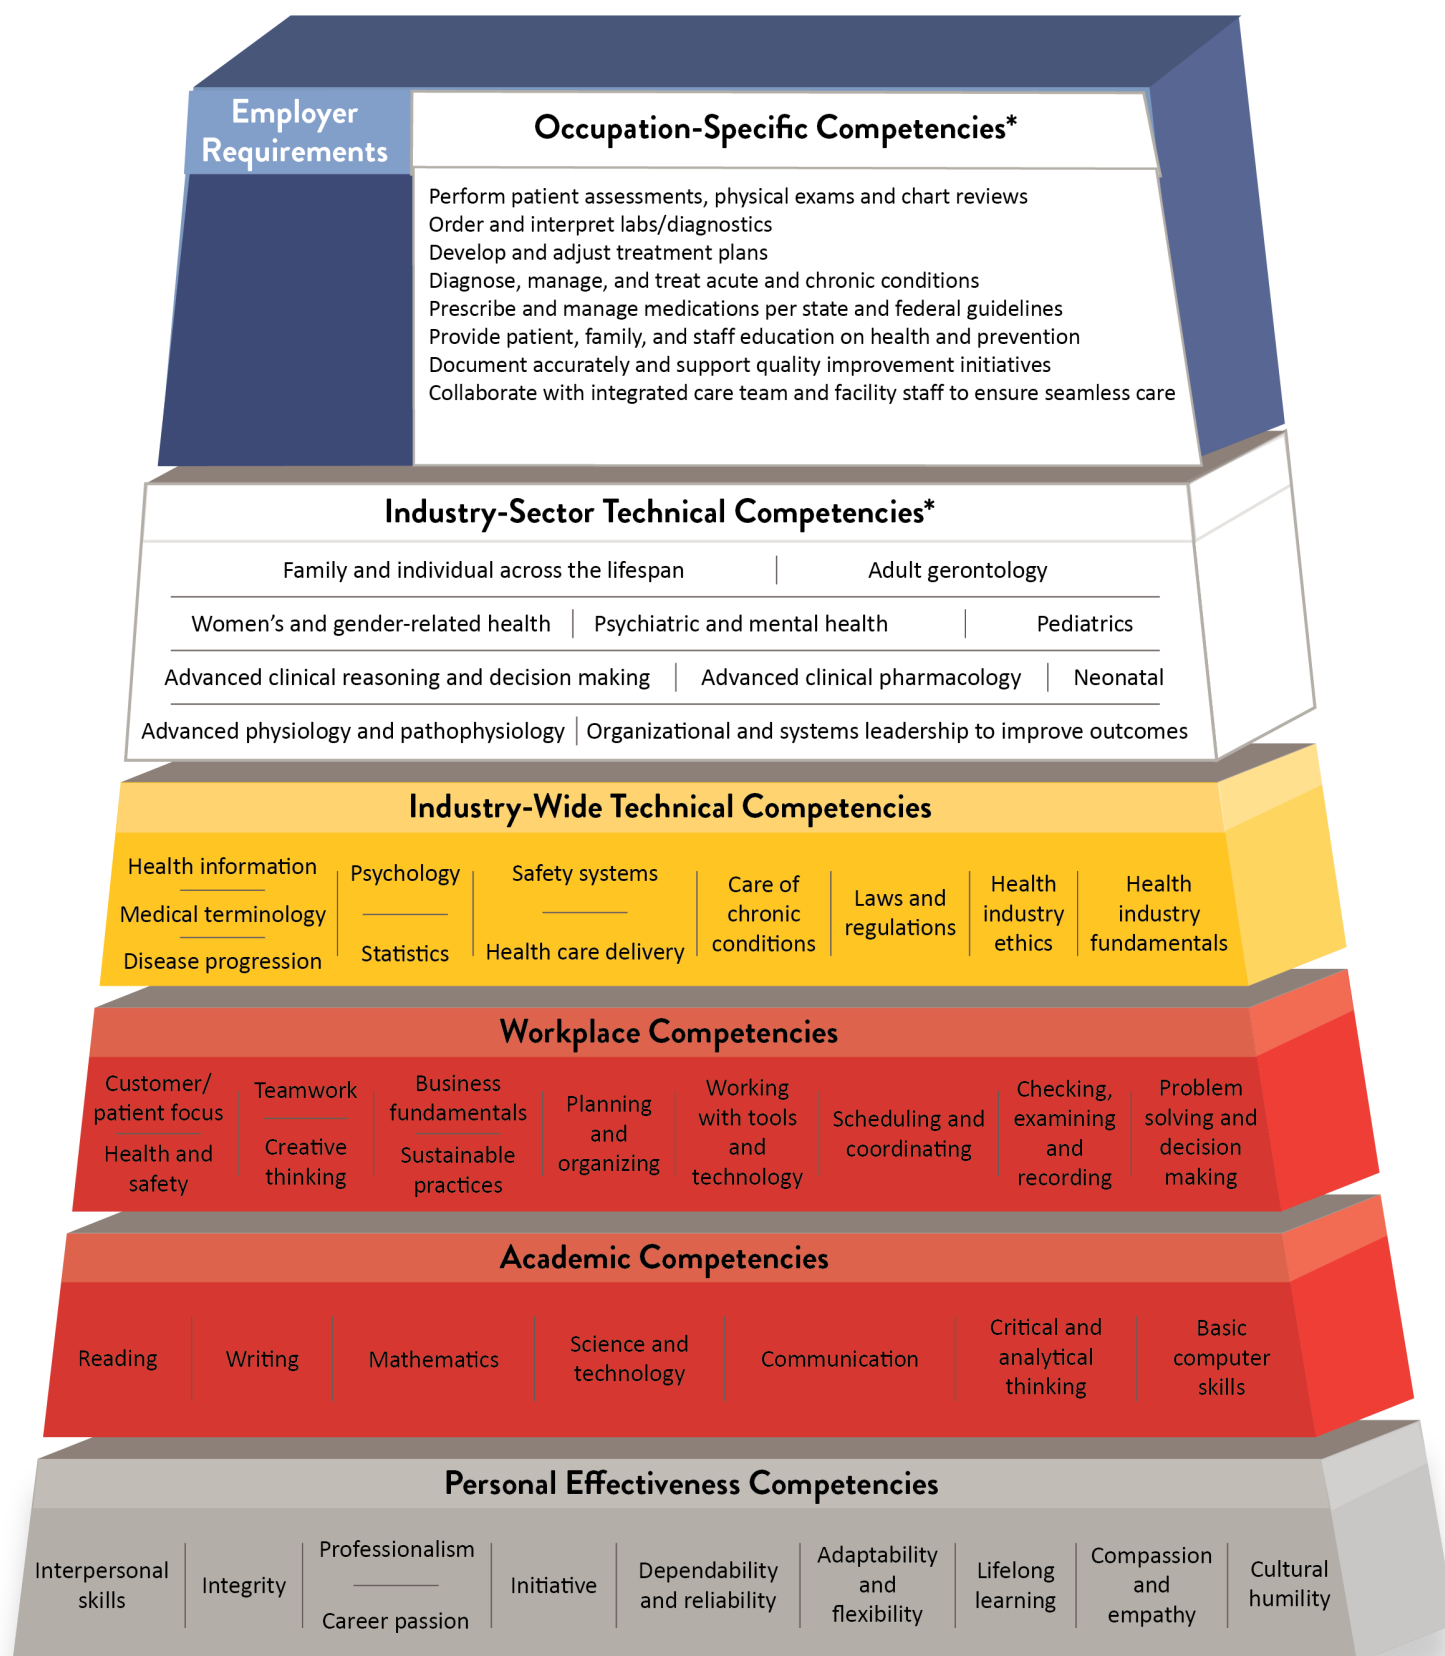 Employer
Requirements
Occupation-Specific Competencies*
Perform patient assessments, physical exams and chart reviews
Order and interpret labs/diagnostics
Develop and adjust treatment plans
Diagnose, manage, and treat acute and chronic conditions
Prescribe and manage medications per state and federal guidelines
Provide patient, family, and staff education on health and prevention
Document accurately and support quality improvement initiatives
Collaborate with integrated care team and facility staff to ensure seamless care
Industry-Sector Technical Competencies*
Family and individual across the lifespan
Adult gerontology
Women’s and gender-related health
Psychiatric and mental health
Pediatrics
Advanced clinical reasoning and decision making
Advanced clinical pharmacology
Neonatal
Advanced physiology and pathophysiology
Organizational and systems leadership to improve outcomes
Industry-Wide Technical Competencies
Health information
Medical terminology
Disease progression
Psychology
Statistics
Safety systems
Health care delivery
Care of
chronic
conditions
Laws and
regulations
Health
industry
ethics
Health
industry
fundamentals
Workplace Competencies
Customer/
patient focus
Health and
safety
Teamwork
Creative
thinking
Business
fundamentals
Sustainable
practices
Planning
and
organizing
Working
with tools
and
technology
Scheduling and
coordinating
Checking,
examining
and
recording
Problem
solving and
decision
making
Academic Competencies
Reading
Writing
Mathematics
Science and
technology
Communication
Critical and
analytical
thinking
Basic
computer
skills
Personal Effectiveness Competencies
Interpersonal
skills
Integrity
Professionalism
Career passion
Initiative
Dependability
and reliability
Adaptability
and
flexibility
Lifelong
learning
Compassion
and
empathy
Cultural
humility